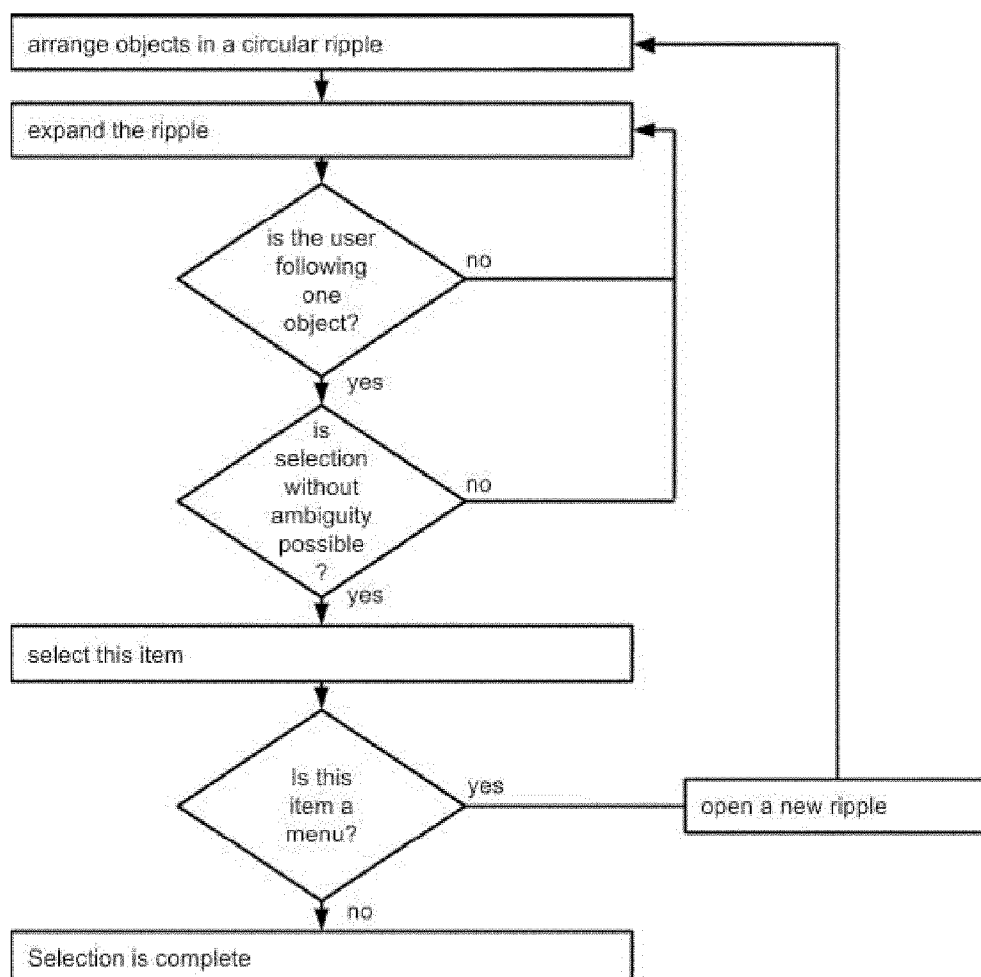 arrange objects in a circular ripple
expand the ripple
is the user
following
one
object?
no
yes
is
selection
without
ambiguity
possible
?
no
yes
select this item
Is this
item a
menu?
yes
open a new ripple
no
Selection is complete